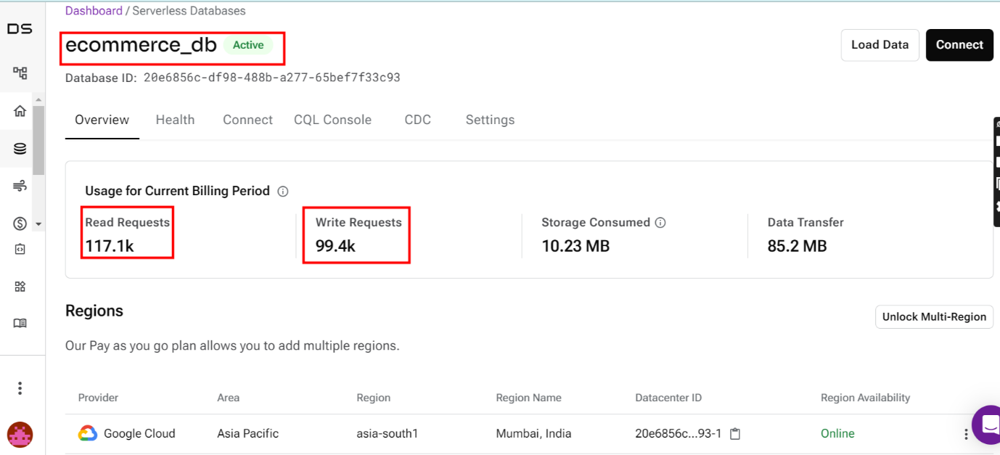 Dashboard / Serverless Databases
DS
ecommerce_db Active
Load Data
Connect
Database ID: 20e6856c-df98-488b-a277-65bef7f33c93
Overview Health Connect CQL Console CDC Settings
Usage for Current Billing Period
Read Requests Write Requests Storage Consumed Data Transfer
117.1k 99.4k 10.23 MB 85.2 MB
Regions
Unlock Multi-Region
Our Pay as you go plan allows you to add multiple regions.
Provider Area Region Region Name Datacenter ID Region Availability
Google Cloud Asia Pacific asia-south1 Mumbai, India 20e6856c...93-1 Online